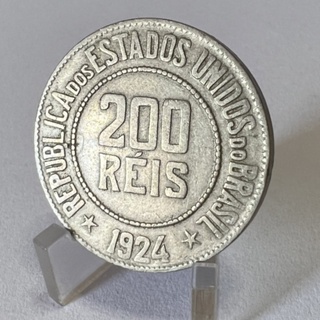 REPUBLICA DOS ESTADOS UNIDOS DO BRASIL
200
RÉIS
★ 1924 ★